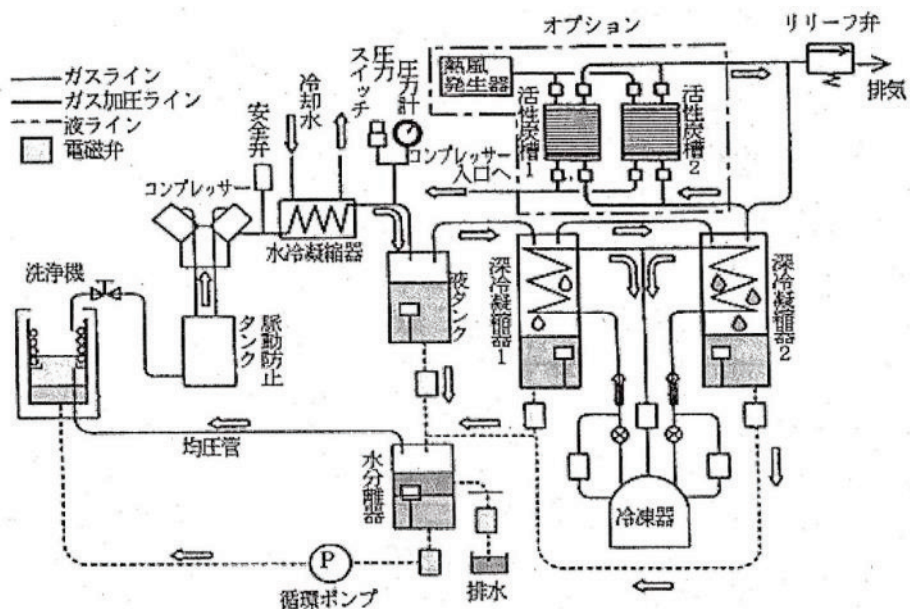 オプション
リリーフ弁
排気
ガスライン
ガス加圧ライン
液ライン
電磁弁
熱風
発生器
活性炭槽1
活性炭槽2
コンプレッサー
入口へ
圧力
スイッチ
圧力計
冷却水
安全弁
コンプレッサー
水冷凝縮器
洗浄機
脈動防止
タンク
液タンク
深冷凝縮器1
深冷凝縮器2
均圧管
水分離器
冷凍器
P
循環ポンプ
排水